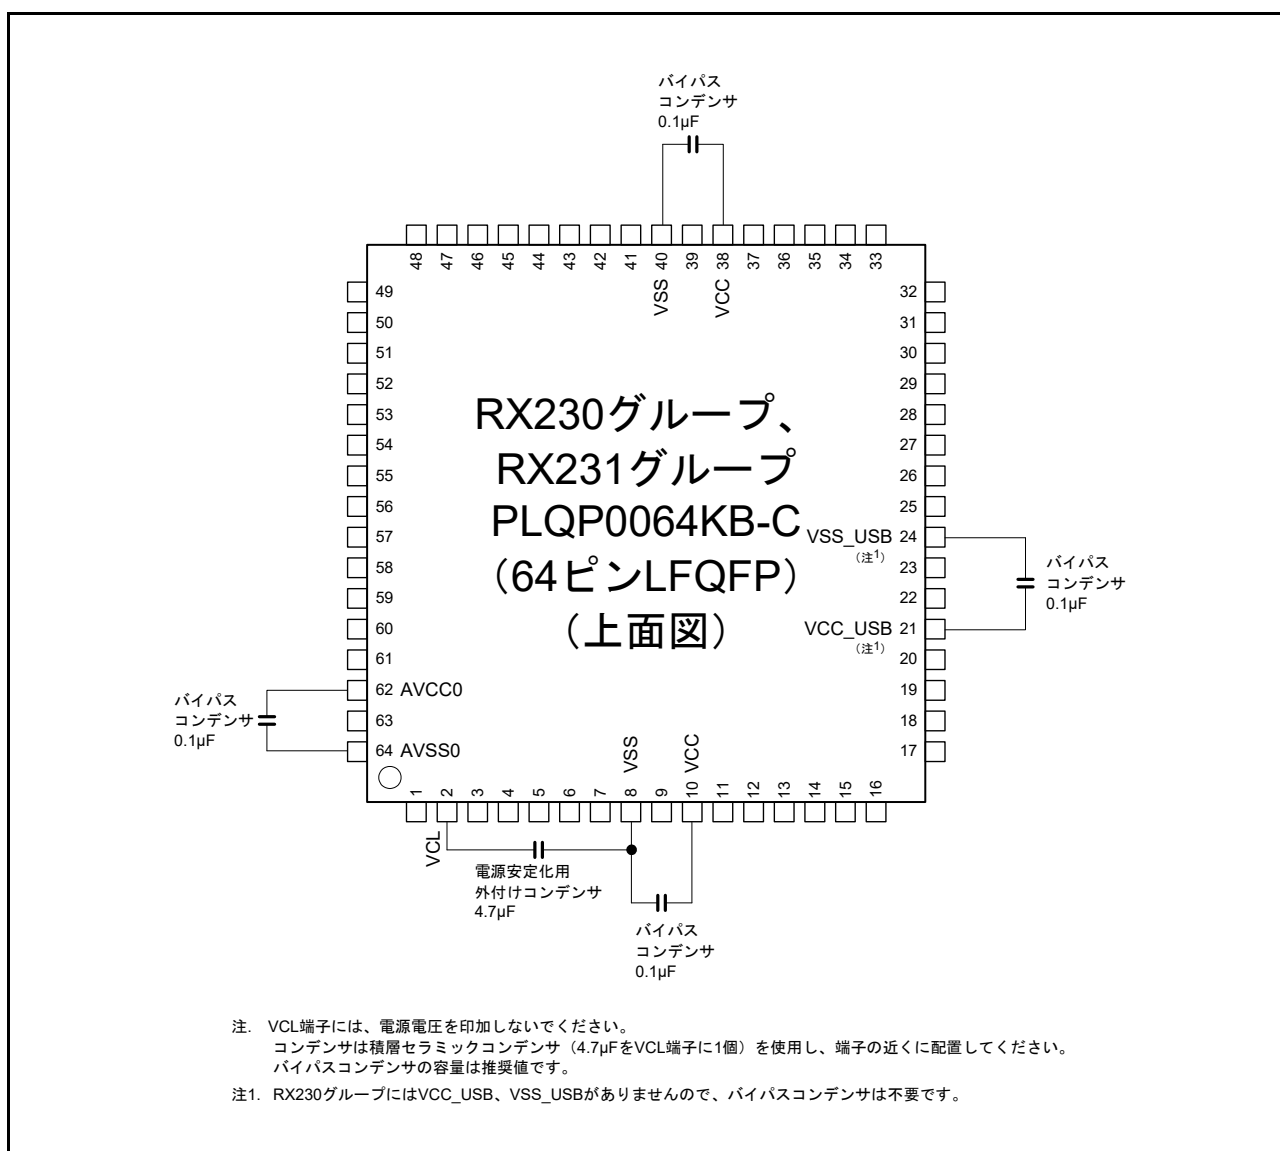 バイパス
コンデンサ
0.1μF
48 47 46 45 44 43 42 41 40 39 38 37 36 35 34 33
VSS VCC
49
50
51
52
53
54
55
56
57
58
59
60
61
62 AVCC0
63
64 AVSS0
32
31
30
29
28
27
26
25
VSS_USB 24
(注1)
23
22
VCC_USB 21
(注1)
20
19
18
17
RX230グループ、
RX231グループ
PLQP0064KB-C
(64ピンLFQFP)
(上面図)
バイパス
コンデンサ
0.1μF
バイパス
コンデンサ
0.1μF
VSS VCC
1 2 3 4 5 6 7 8 9 10 11 12 13 14 15 16
VCL
電源安定化用
外付けコンデンサ
4.7μF
バイパス
コンデンサ
0.1μF
注. VCL端子には、電源電圧を印加しないでください。
コンデンサは積層セラミックコンデンサ（4.7μFをVCL端子に1個）を使用し、端子の近くに配置してください。
バイパスコンデンサの容量は推奨値です。
注1. RX230グループにはVCC_USB、VSS_USBがありませんので、バイパスコンデンサは不要です。